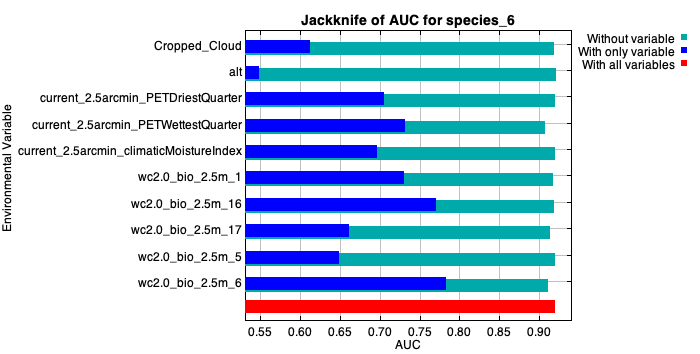 Jackknife of AUC for species_6
Without variable
With only variable
With all variables
Environmental Variable
Cropped_Cloud
alt
current_2.5arcmin_PETDriestQuarter
current_2.5arcmin_PETWettestQuarter
current_2.5arcmin_climaticMoistureIndex
wc2.0_bio_2.5m_1
wc2.0_bio_2.5m_16
wc2.0_bio_2.5m_17
wc2.0_bio_2.5m_5
wc2.0_bio_2.5m_6
0.55 0.60 0.65 0.70 0.75 0.80 0.85 0.90
AUC